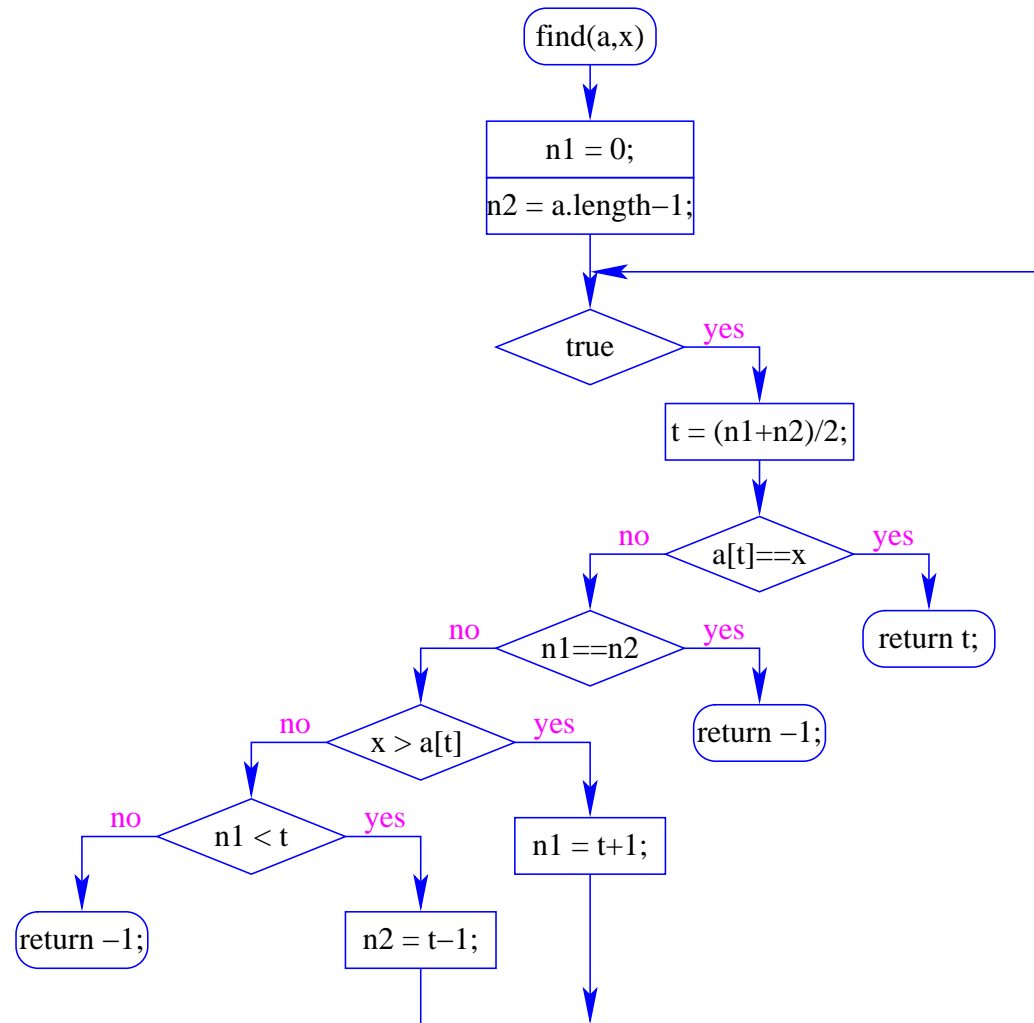 find(a,x)
n1 = 0;
n2 = a.length−1;
true
yes
t = (n1+n2)/2;
a[t]==x
no
yes
return t;
n1==n2
no
yes
return −1;
x > a[t]
no
yes
n1 < t
no
yes
n1 = t+1;
return −1;
n2 = t−1;